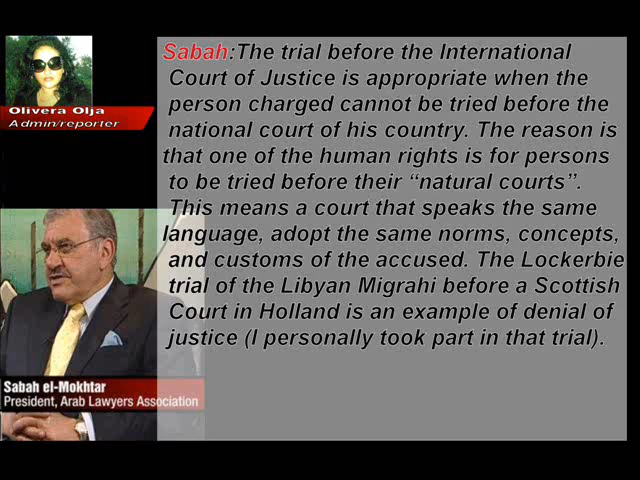 Olivera Olja
Admin/reporter
Sabah:The trial before the International
Court of Justice is appropriate when the
person charged cannot be tried before the
national court of his country. The reason is
that one of the human rights is for persons
to be tried before their “natural courts”.
This means a court that speaks the same
language, adopt the same norms, concepts,
and customs of the accused. The Lockerbie
trial of the Libyan Migrahi before a Scottish
Court in Holland is an example of denial of
justice (I personally took part in that trial).
Sabah el-Mokhtar
President, Arab Lawyers Association